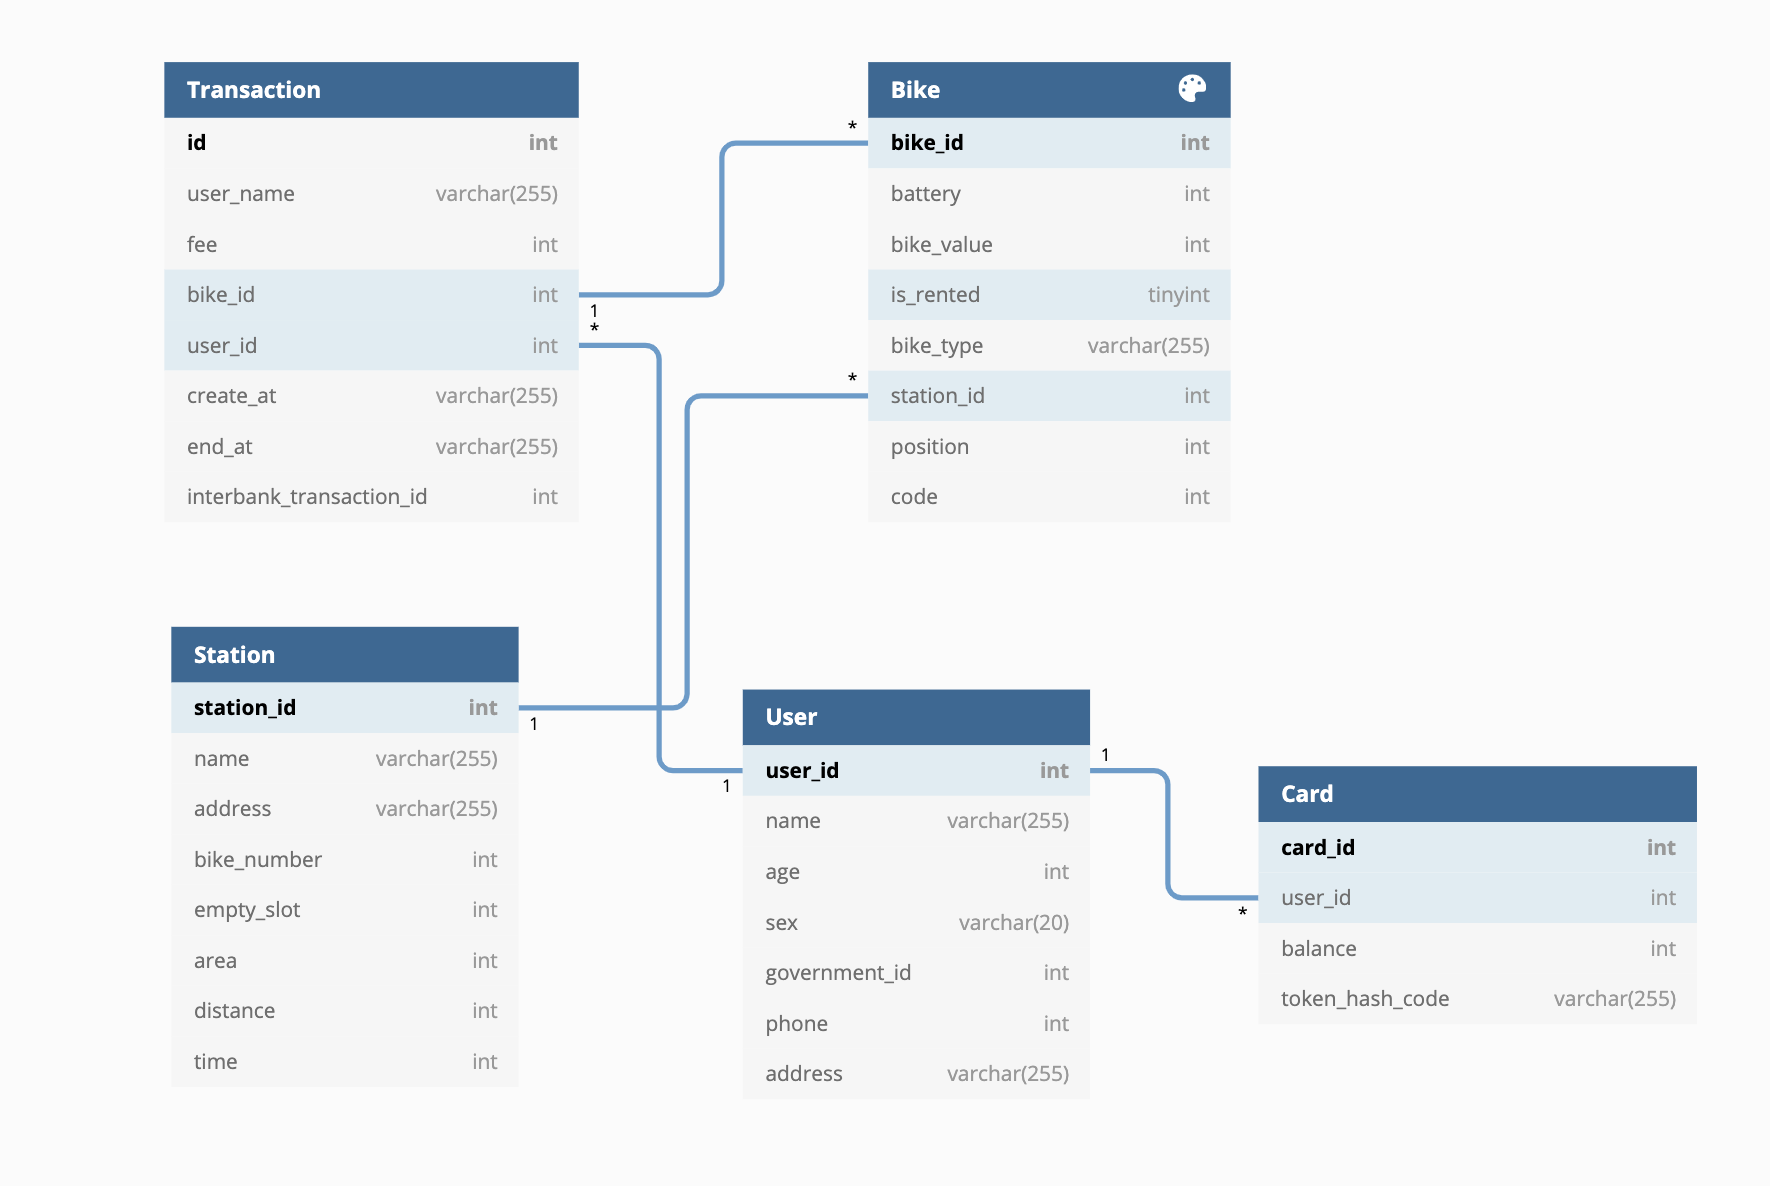 Transaction
id int
user_name varchar(255)
fee int
bike_id int
user_id int
create_at varchar(255)
end_at varchar(255)
interbank_transaction_id int
1
*
Bike
*
bike_id int
battery int
bike_value int
is_rented tinyint
bike_type varchar(255)
*
station_id int
position int
code int
Station
station_id int
1
name varchar(255)
address varchar(255)
bike_number int
empty_slot int
area int
distance int
time int
User
1
user_id int
1
name varchar(255)
age int
sex varchar(20)
government_id int
phone int
address varchar(255)
Card
card_id int
user_id int
*
balance int
token_hash_code varchar(255)